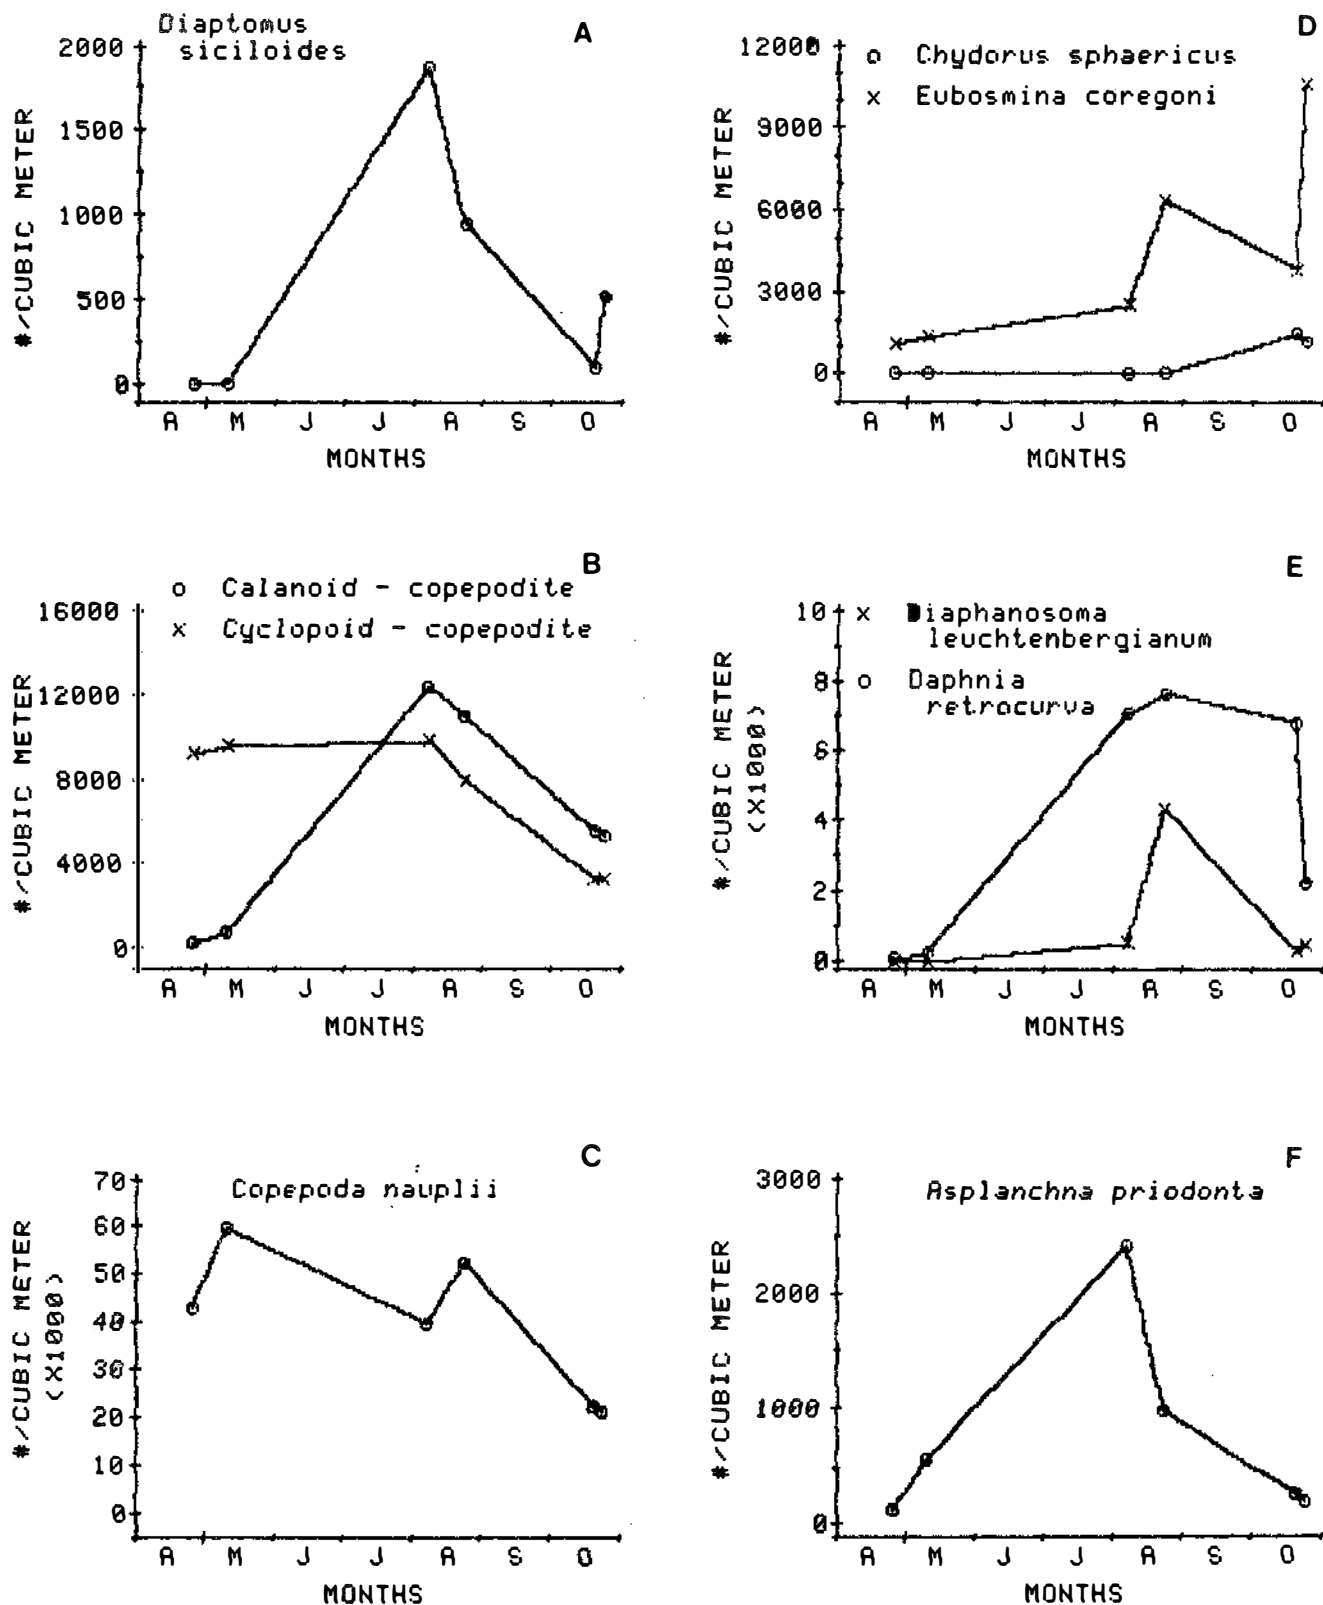 A
Diaptomus
siciloides
2000
1500
1000
500
0
#/CUBIC METER
A M J J A S O
MONTHS
D
o Chydorus sphaericus
x Eubosmina coregoni
12000
9000
6000
3000
0
#/CUBIC METER
A M J J A S O
MONTHS
B
o Calanoid - copepodite
x Cyclopoid - copepodite
16000
12000
8000
4000
0
#/CUBIC METER
A M J J A S O
MONTHS
E
x Diaphanosoma
leuchtenbergianum
o Daphnia
retrocurva
10
8
6
4
2
0
#/CUBIC METER
(X1000)
A M J J A S O
MONTHS
C
Copepoda nauplii
70
60
50
40
30
20
10
0
#/CUBIC METER
(X1000)
A M J J A S O
MONTHS
F
Asplanchna priodonta
3000
2000
1000
0
#/CUBIC METER
A M J J A S O
MONTHS